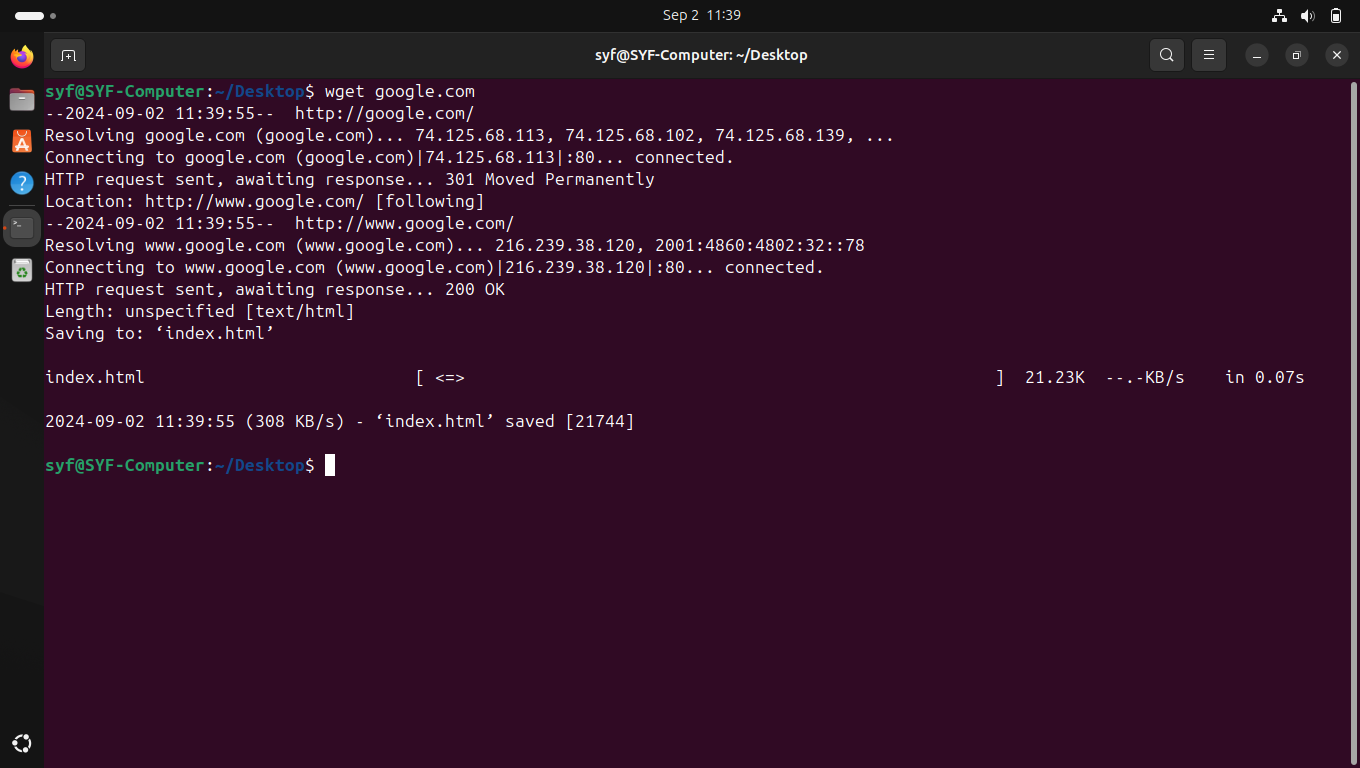 Sep 2 11:39
syf@SYF-Computer: ~/Desktop
syf@SYF-Computer:~/Desktop$ wget google.com
--2024-09-02 11:39:55--  http://google.com/
Resolving google.com (google.com)... 74.125.68.113, 74.125.68.102, 74.125.68.139, ...
Connecting to google.com (google.com)|74.125.68.113|:80... connected.
HTTP request sent, awaiting response... 301 Moved Permanently
Location: http://www.google.com/ [following]
--2024-09-02 11:39:55--  http://www.google.com/
Resolving www.google.com (www.google.com)... 216.239.38.120, 2001:4860:4802:32::78
Connecting to www.google.com (www.google.com)|216.239.38.120|:80... connected.
HTTP request sent, awaiting response... 200 OK
Length: unspecified [text/html]
Saving to: ‘index.html’
index.html                           [ <=>                                                     ]  21.23K  --.-KB/s    in 0.07s
2024-09-02 11:39:55 (308 KB/s) - ‘index.html’ saved [21744]
syf@SYF-Computer:~/Desktop$